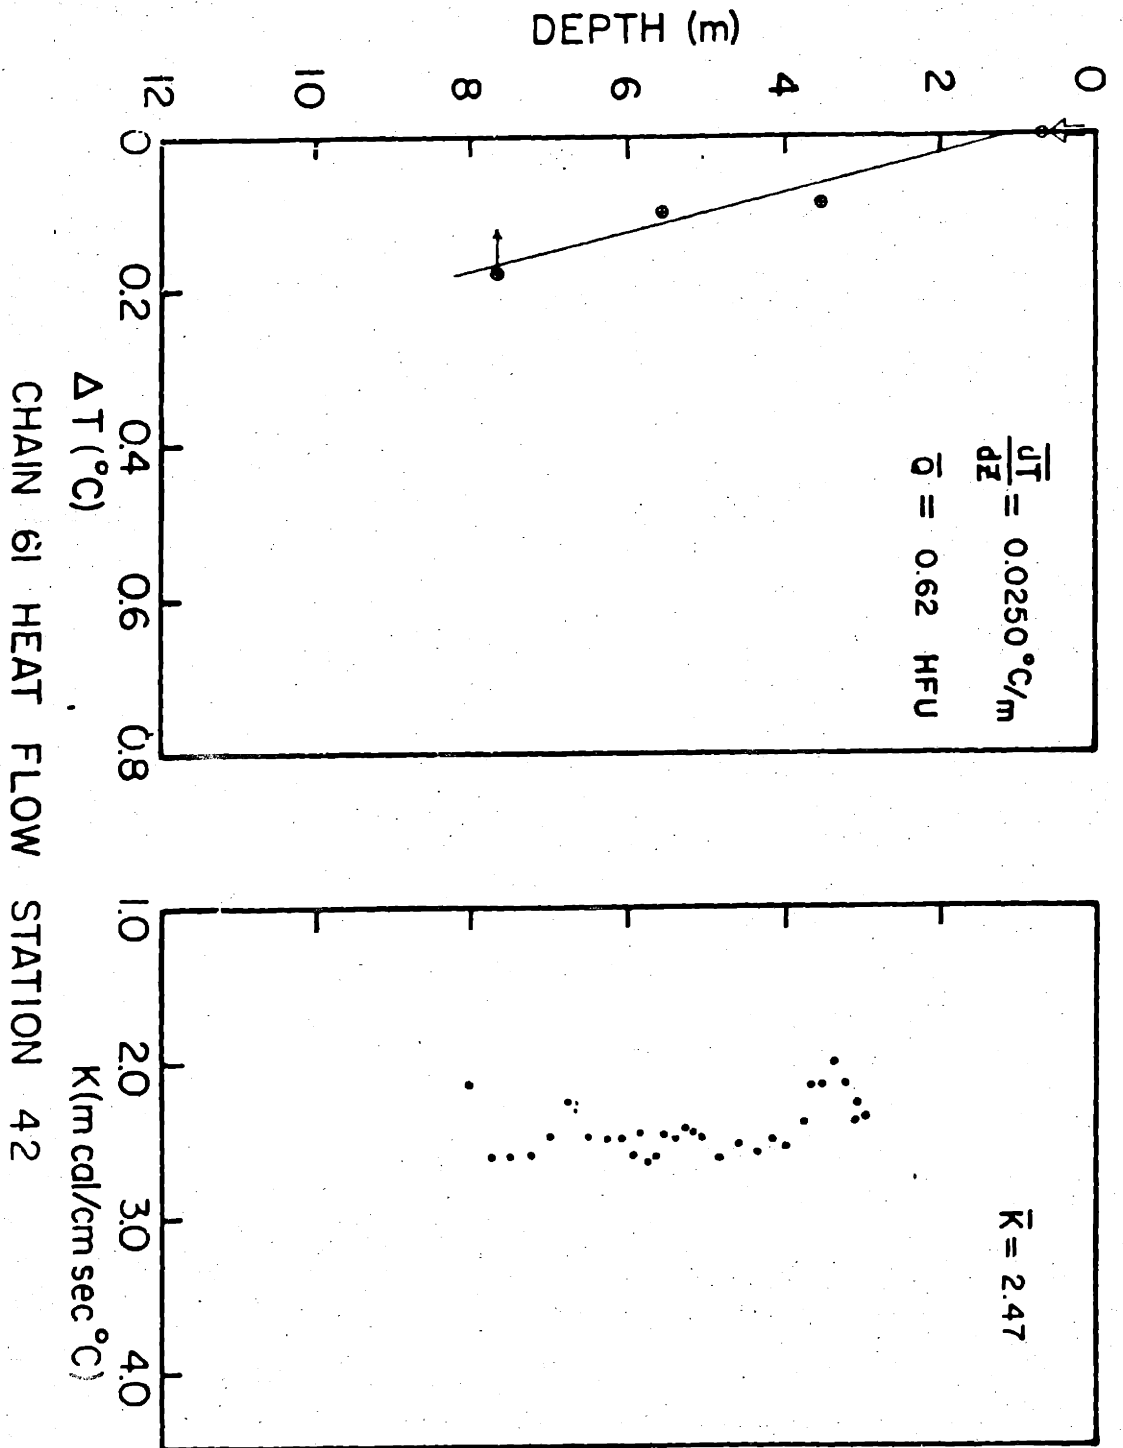 DEPTH (m)
0
2
4
6
8
10
12
0
0.2
0.4
0.6
0.8
ΔT (°C)
dT/dZ = 0.0250 °C/m
Q̅ = 0.62 HFU
1.0
2.0
3.0
4.0
K (m cal/cm sec °C)
K̅ = 2.47
CHAIN 61 HEAT FLOW STATION 42